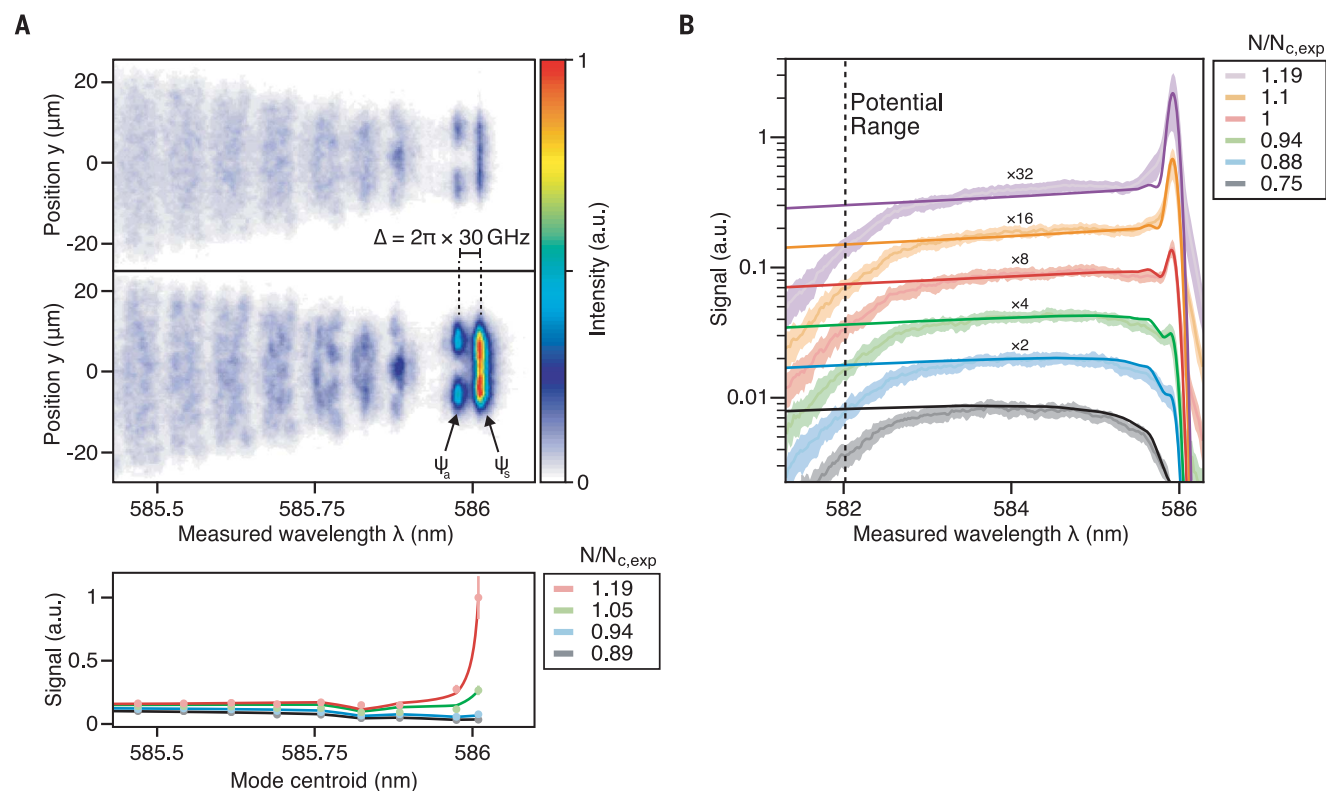 A
Position y (µm)
20
0
-20
Δ = 2π × 30 GHz
Position y (µm)
20
0
-20
ψa
ψs
585.5
585.75
586
Measured wavelength λ (nm)
1
Intensity (a.u.)
0
Signal (a.u.)
1
0.5
0
585.5
585.75
586
Mode centroid (nm)
N/Nc,exp
1.19
1.05
0.94
0.89
B
Signal (a.u.)
1
0.1
0.01
Potential
Range
×32
×16
×8
×4
×2
582
584
586
Measured wavelength λ (nm)
N/Nc,exp
1.19
1.1
1
0.94
0.88
0.75